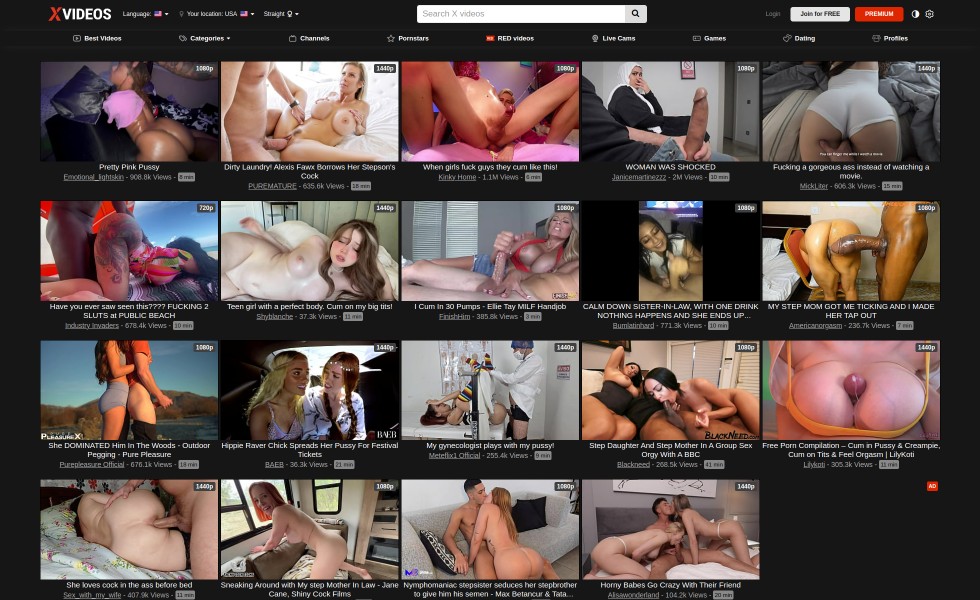 XVIDEOS
Language:
Your location: USA
Straight
Search X videos
Login
Join for FREE
PREMIUM
Best Videos
Categories
Channels
Pornstars
RED videos
Live Cams
Games
Dating
Profiles
1080p
Pretty Pink Pussy
Emotional_lightskin - 908.8k Views - 8 min
1440p
Dirty Laundry! Alexis Fawx Borrows Her Stepson's
Cock
PUREMATURE - 635.6k Views - 18 min
1080p
When girls fuck guys they cum like this!
Kinky Home - 1.1M Views - 6 min
1080p
WOMAN WAS SHOCKED
Janicemartinezzz - 2M Views - 10 min
1440p
Fucking a gorgeous ass instead of watching a
movie.
MickLiter - 606.3k Views - 15 min
720p
Have you ever saw seen this???? FUCKING 2
SLUTS at PUBLIC BEACH
Industry Invaders - 678.4k Views - 10 min
1440p
Teen girl with a perfect body. Cum on my big tits!
Shyblanche - 37.3k Views - 11 min
1080p
I Cum In 30 Pumps - Ellie Tay MILF Handjob
FinishHim - 385.8k Views - 3 min
1080p
CALM DOWN SISTER-IN-LAW, WITH ONE DRINK
NOTHING HAPPENS AND SHE ENDS UP...
Bumlatinhard - 771.3k Views - 10 min
1080p
MY STEP MOM GOT ME TICKING AND I MADE
HER TAP OUT
Americanorgasm - 236.7k Views - 7 min
1080p
PLEASUREX!
She DOMINATED Him In The Woods - Outdoor
Pegging - Pure Pleasure
Purepleasure Official - 676.1k Views - 18 min
1440p
BAEB
Hippie Raver Chick Spreads Her Pussy For Festival
Tickets
BAEB - 36.3k Views - 21 min
1440p
My gynecologist plays with my pussy!
Meteflix1 Official - 255.4k Views - 9 min
1080p
BLACKNEED.COM
Step Daughter And Step Mother In A Group Sex
Orgy With A BBC
Blackneed - 268.5k Views - 41 min
1440p
Free Porn Compilation – Cum in Pussy & Creampie,
Cum on Tits & Feel Orgasm | LilyKoti
Lilykoti - 305.3k Views - 11 min
1440p
She loves cock in the ass before bed
Sex_with_my_wife - 407.9k Views - 11 min
1080p
Sneaking Around with My step Mother In Law - Jane
Cane, Shiny Cock Films
1080p
Nymphomaniac stepsister seduces her stepbrother
to give him his semen - Max Betancur & Tata...
1440p
Horny Babes Go Crazy With Their Friend
Alisawonderland - 104.2k Views - 20 min
AD